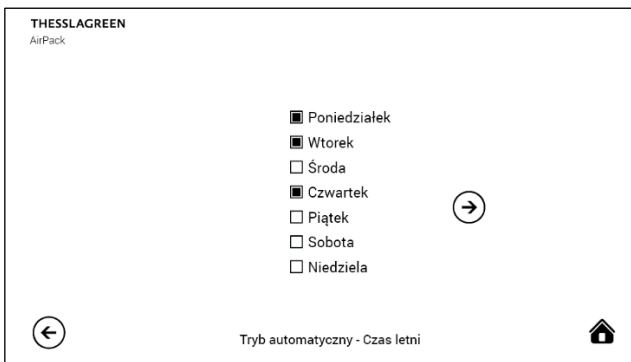 THESSLAGREEN
AirPack
Poniedziałek
Wtorek
Środa
Czwartek
Piątek
Sobota
Niedziela
Tryb automatyczny - Czas letni